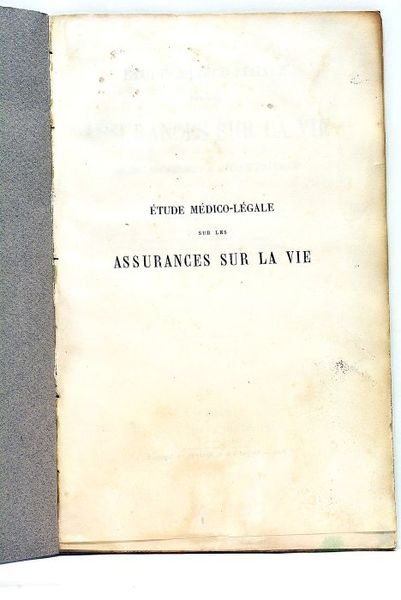 ÉTUDE MÉDICO-LÉGALE
SUR LES
ASSURANCES SUR LA VIE